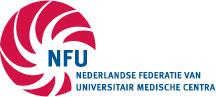 NFU
NEDERLANDSE FEDERATIE VAN
UNIVERSITAIR MEDISCHE CENTRA